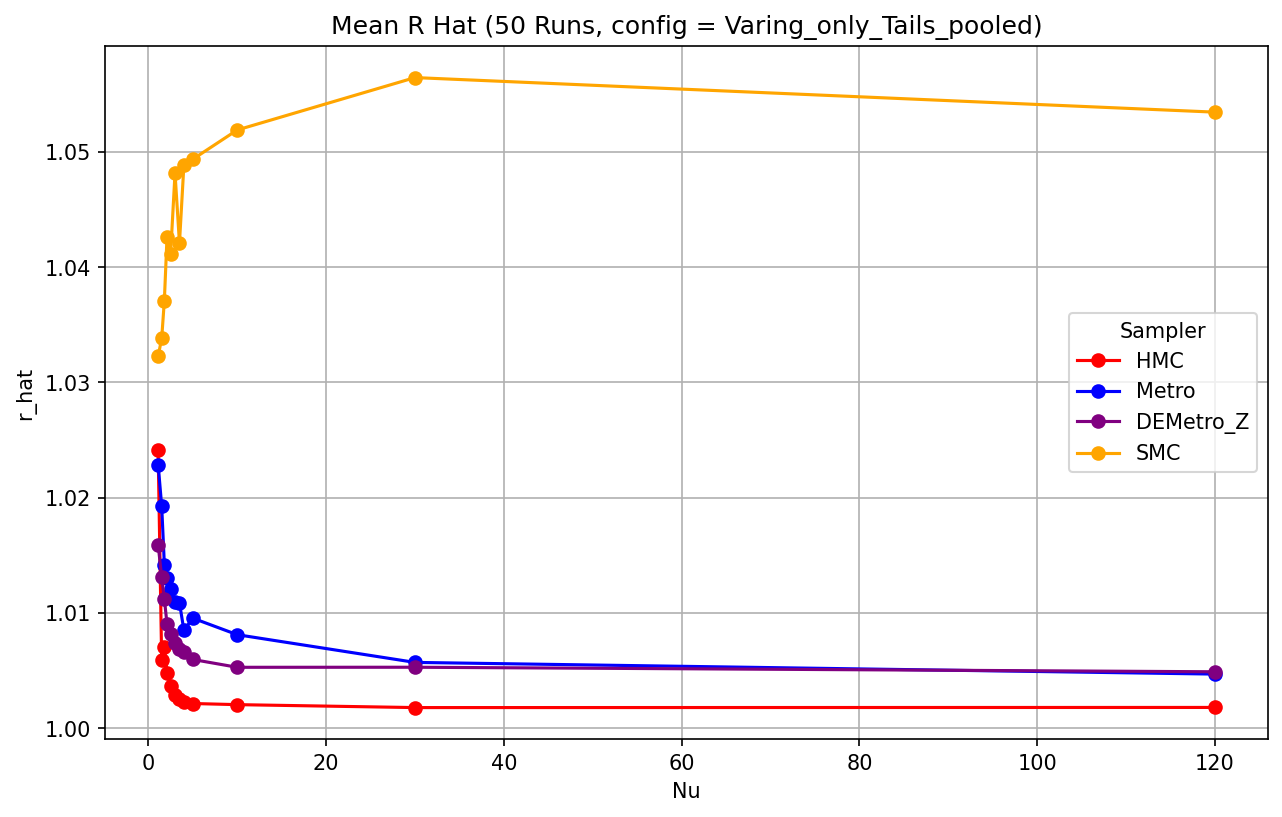 Mean R Hat (50 Runs, config = Varing_only_Tails_pooled)
r_hat
1.05
1.04
1.03
1.02
1.01
1.00
0
20
40
60
80
100
120
Nu
Sampler
HMC
Metro
DEMetro_Z
SMC